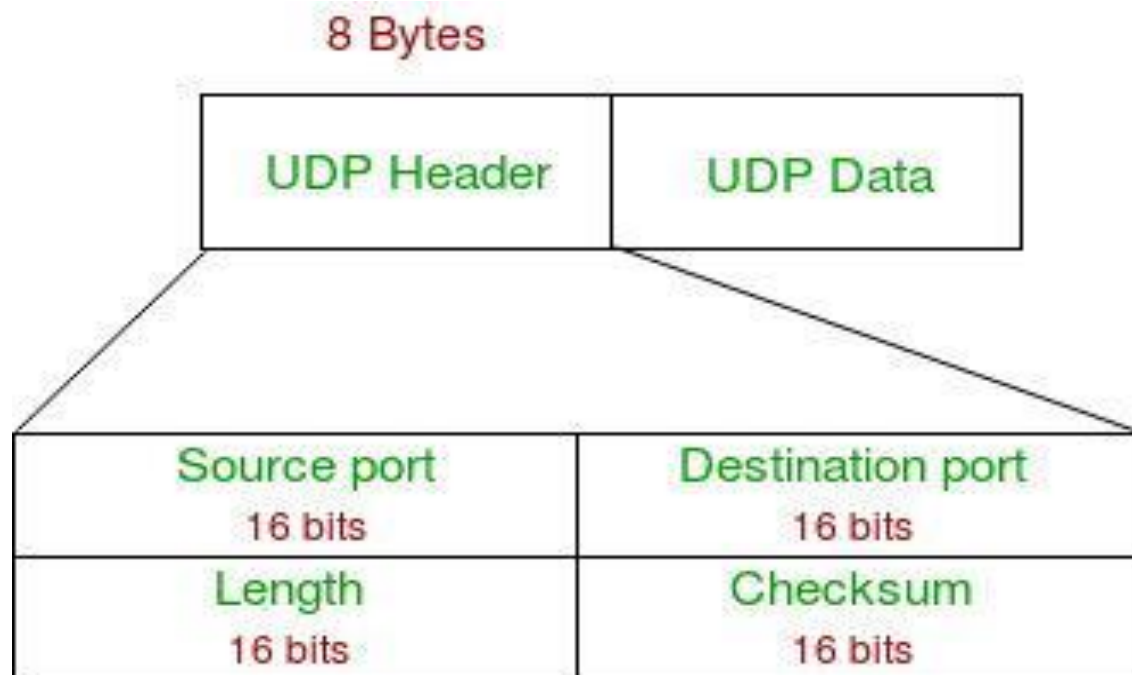 8 Bytes
UDP Header
UDP Data
Source port
16 bits
Destination port
16 bits
Length
16 bits
Checksum
16 bits